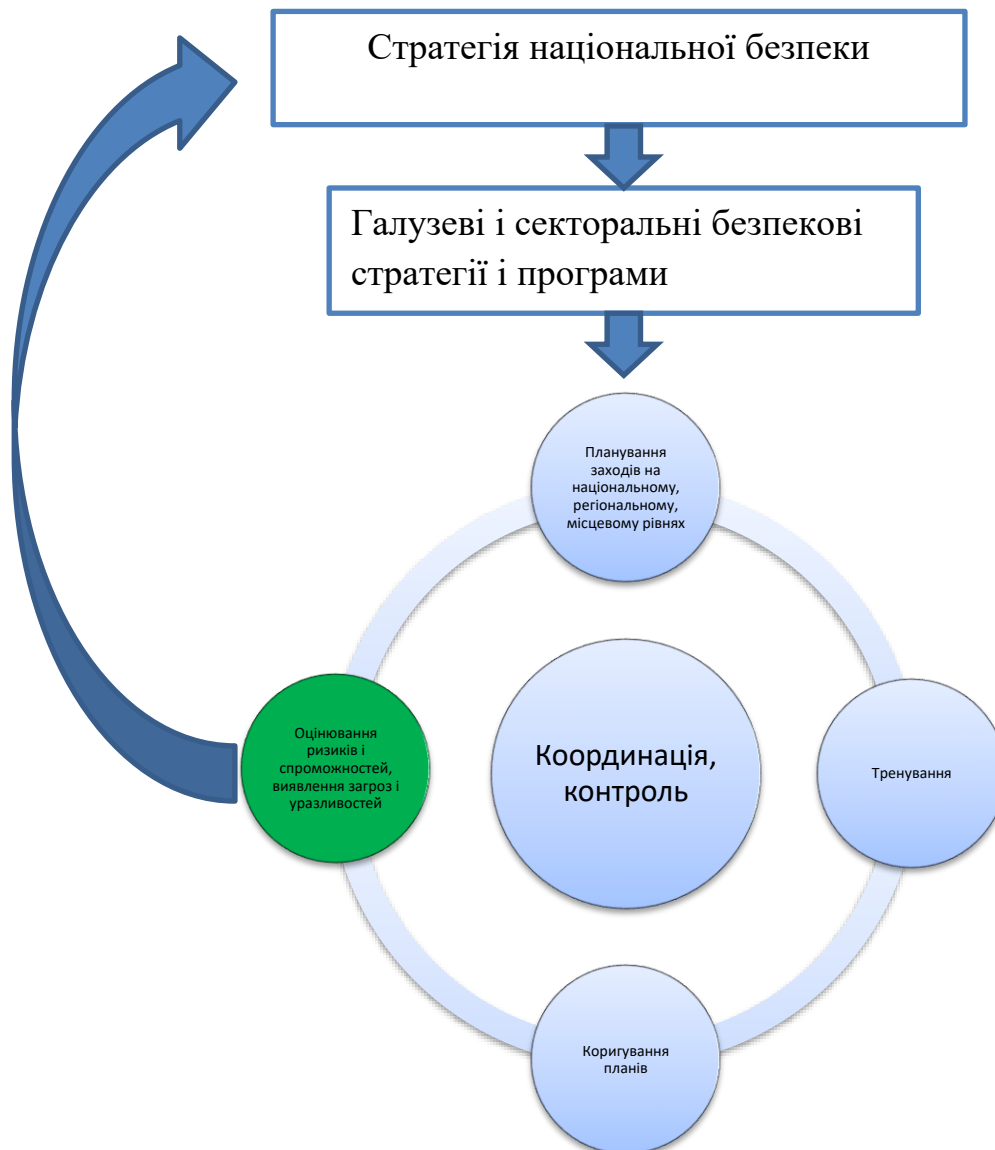 Стратегія національної безпеки
Галузеві і секторальні безпекові
стратегії і програми
Планування
заходів на
національному,
регіональному,
місцевому рівнях
Оцінювання
ризиків і
спроможностей,
виявлення загроз і
уразливостей
Координація,
контроль
Тренування
Коригування
планів